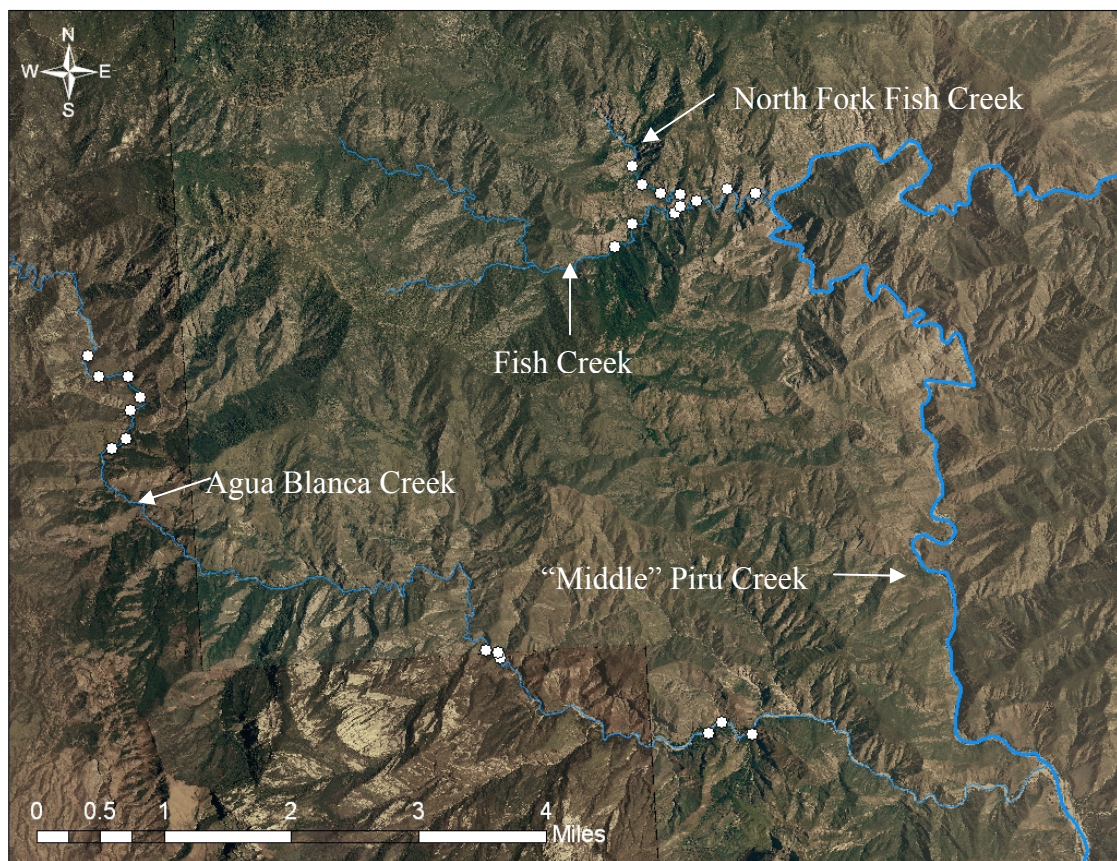 N
W E
S
North Fork Fish Creek
Fish Creek
Agua Blanca Creek
“Middle” Piru Creek
0 0.5 1 2 3 4
Miles